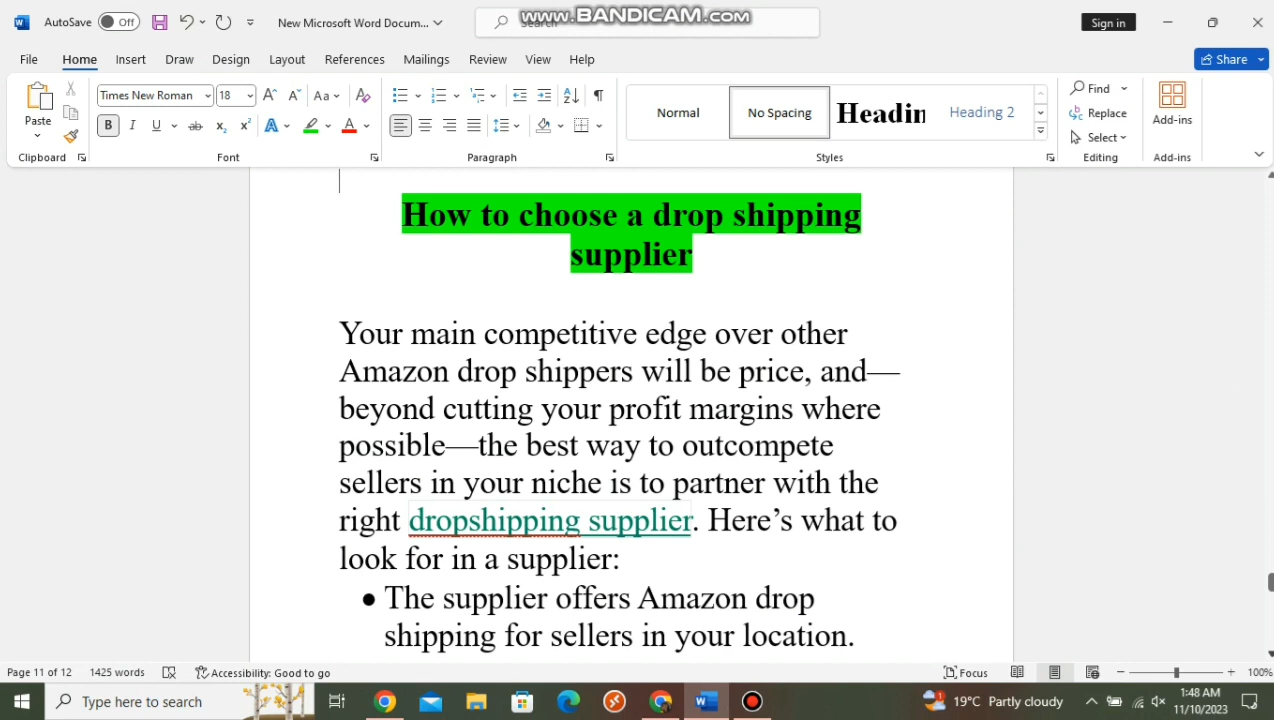 www.BANDICAM.com
AutoSave Off New Microsoft Word Docum... Search Sign in
File Home Insert Draw Design Layout References Mailings Review View Help Share
Paste Times New Roman 18 Normal No Spacing Headin Heading 2 Find Replace Select Add-ins
Clipboard Font Paragraph Styles Editing Add-ins
How to choose a drop shipping
supplier
Your main competitive edge over other
Amazon drop shippers will be price, and—
beyond cutting your profit margins where
possible—the best way to outcompete
sellers in your niche is to partner with the
right dropshipping supplier. Here’s what to
look for in a supplier:
• The supplier offers Amazon drop
shipping for sellers in your location.
Page 11 of 12 1425 words Accessibility: Good to go Focus 100%
Type here to search 19°C Partly cloudy 1:48 AM
11/10/2023